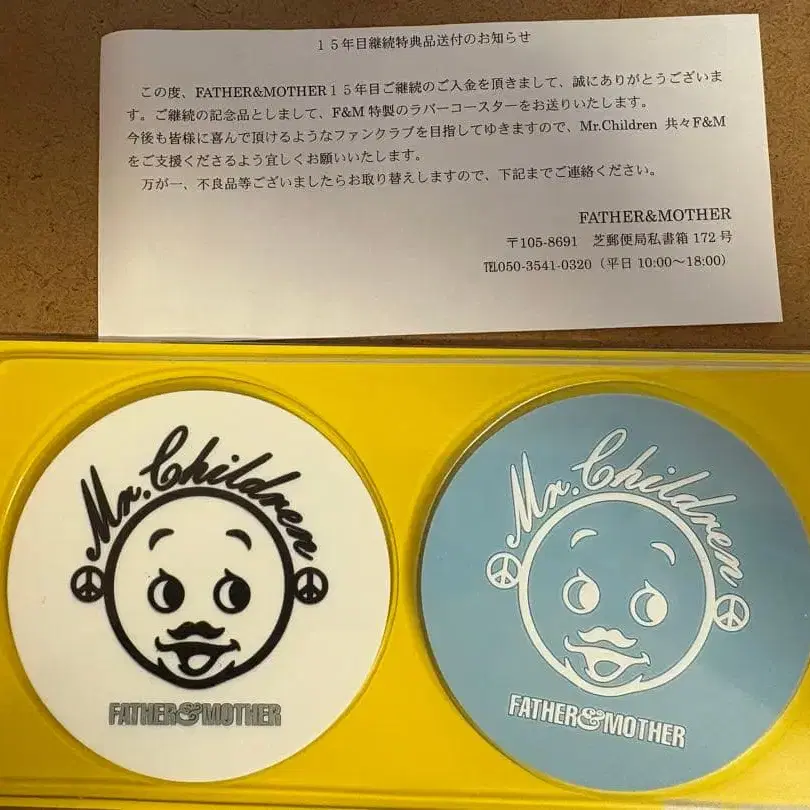 １５年目継続特典品送付のお知らせ
この度、FATHER&MOTHER１５年目ご継続のご入金を頂きまして、誠にありがとうございま
す。ご継続の記念品としまして、F&M 特製のラバーコースターをお送りいたします。
今後も皆様に喜んで頂けるようなファンクラブを目指してゆきますので、Mr.Children 共々F&M
をご支援くださるよう宜しくお願いいたします。
万が一、不良品等ございましたらお取り替えしますので、下記までご連絡ください。
FATHER&MOTHER
〒105-8691　芝郵便局私書箱 172 号
℡050-3541-0320（平日 10:00～18:00）
Mr.Children
FATHER&MOTHER
Mr.Children
FATHER&MOTHER